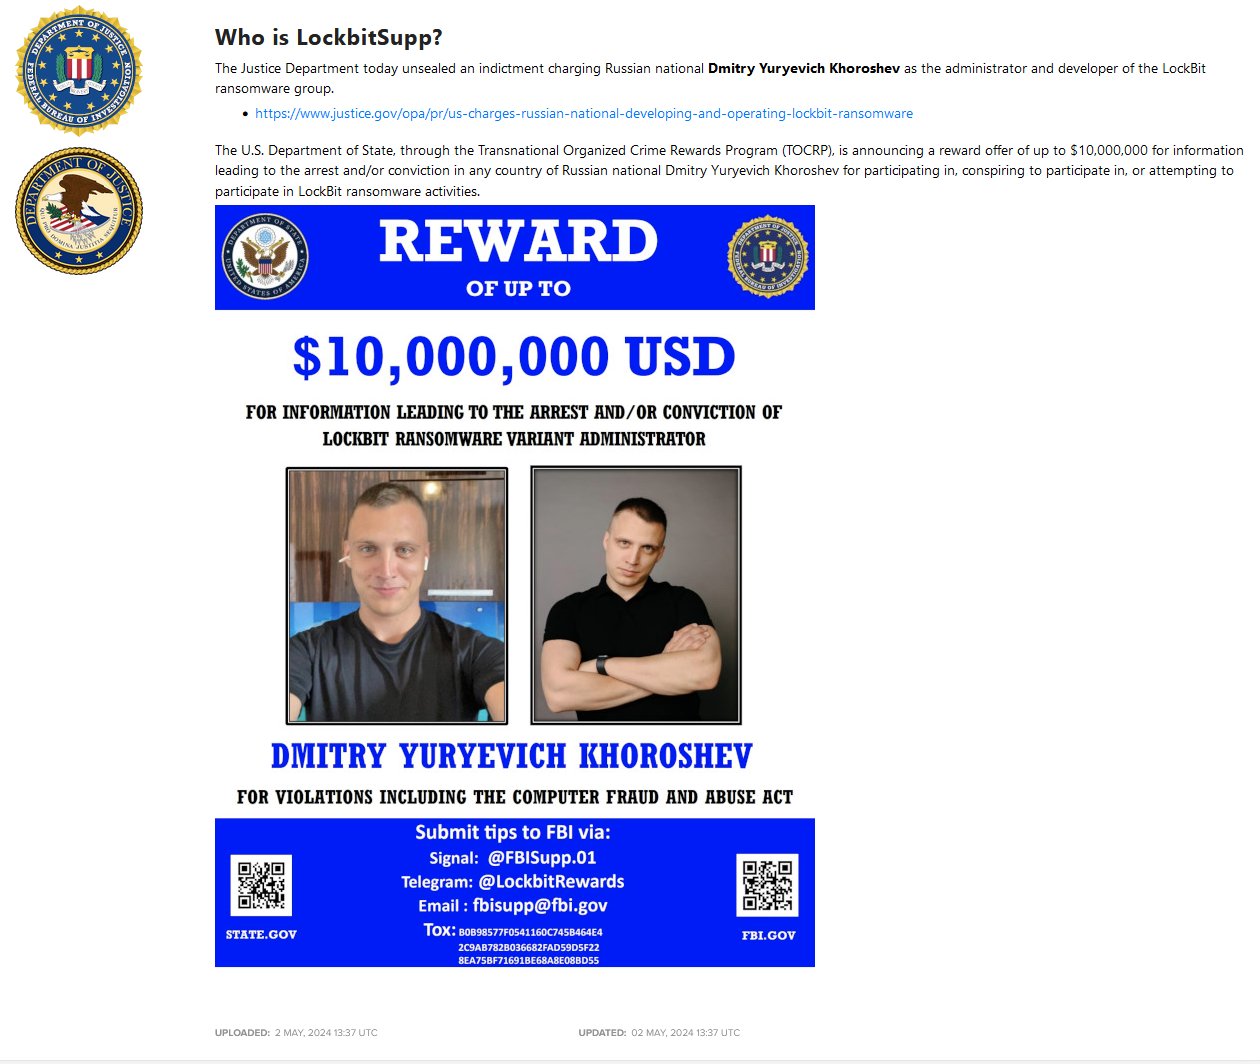 DEPARTMENT OF JUSTICE
FEDERAL BUREAU OF INVESTIGATION
DEPARTMENT OF JUSTICE
QUI PRO DOMINA JUSTITIA SEQUITUR
Who is LockbitSupp?
The Justice Department today unsealed an indictment charging Russian national Dmitry Yuryevich Khoroshev as the administrator and developer of the LockBit
ransomware group.
• https://www.justice.gov/opa/pr/us-charges-russian-national-developing-and-operating-lockbit-ransomware
The U.S. Department of State, through the Transnational Organized Crime Rewards Program (TOCRP), is announcing a reward offer of up to $10,000,000 for information
leading to the arrest and/or conviction in any country of Russian national Dmitry Yuryevich Khoroshev for participating in, conspiring to participate in, or attempting to
participate in LockBit ransomware activities.
DEPARTMENT OF STATE
UNITED STATES OF AMERICA
REWARD
OF UP TO
DEPARTMENT OF JUSTICE
FEDERAL BUREAU OF INVESTIGATION
$10,000,000 USD
FOR INFORMATION LEADING TO THE ARREST AND/OR CONVICTION OF
LOCKBIT RANSOMWARE VARIANT ADMINISTRATOR
DMITRY YURYEVICH KHOROSHEV
FOR VIOLATIONS INCLUDING THE COMPUTER FRAUD AND ABUSE ACT
Submit tips to FBI via:
Signal: @FBISupp.01
Telegram: @LockbitRewards
Email : fbisupp@fbi.gov
Tox: B0B98577F0541160C745B464E4
2C9AB782B036682FAD59D5F22
8EA75BF71691BE68A8E08BD55
STATE.GOV
FBI.GOV
UPLOADED: 2 MAY, 2024 13:37 UTC
UPDATED: 02 MAY, 2024 13:37 UTC